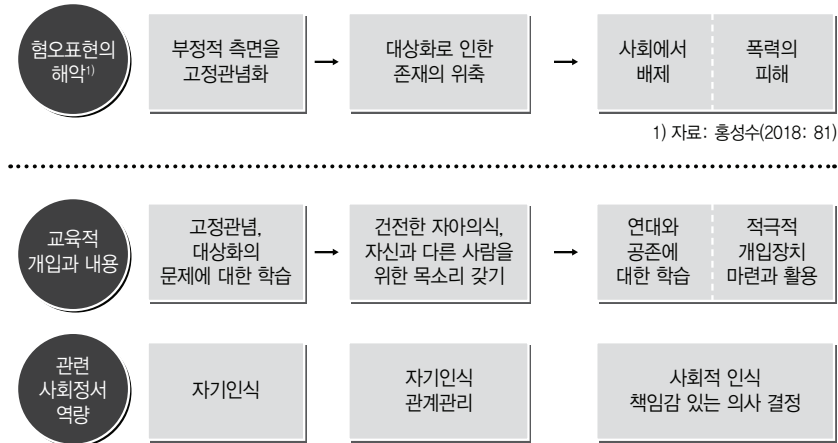 혐오표현의
해악1)
부정적 측면을
고정관념화
대상화로 인한
존재의 위축
사회에서
배제
폭력의
피해
1) 자료: 홍성수(2018: 81)
교육적
개입과 내용
고정관념,
대상화의
문제에 대한 학습
건전한 자아의식,
자신과 다른 사람을
위한 목소리 갖기
연대와
공존에
대한 학습
적극적
개입장치
마련과 활용
관련
사회정서
역량
자기인식
자기인식
관계관리
사회적 인식
책임감 있는 의사 결정